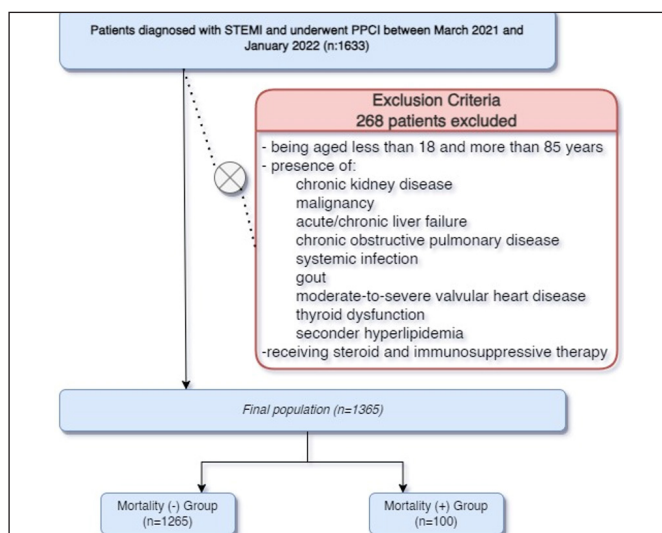 Patients diagnosed with STEMI and underwent PPCI between March 2021 and
January 2022 (n:1633)
Exclusion Criteria
268 patients excluded
- being aged less than 18 and more than 85 years
- presence of:
chronic kidney disease
malignancy
acute/chronic liver failure
chronic obstructive pulmonary disease
systemic infection
gout
moderate-to-severe valvular heart disease
thyroid dysfunction
seconder hyperlipidemia
-receiving steroid and immunosuppressive therapy
Final population (n=1365)
Mortality (-) Group
(n=1265)
Mortality (+) Group
(n=100)